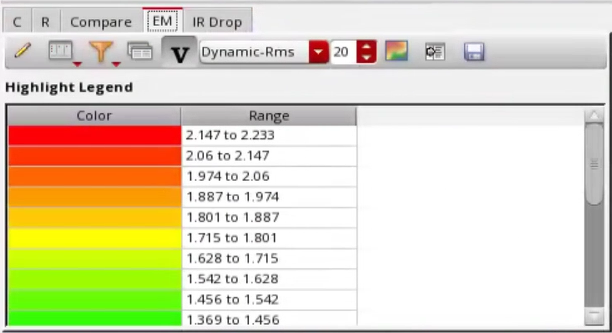 C R Compare EM IR Drop
V Dynamic-Rms 20
Highlight Legend
Color Range
2.147 to 2.233
2.06 to 2.147
1.974 to 2.06
1.887 to 1.974
1.801 to 1.887
1.715 to 1.801
1.628 to 1.715
1.542 to 1.628
1.456 to 1.542
1.369 to 1.456